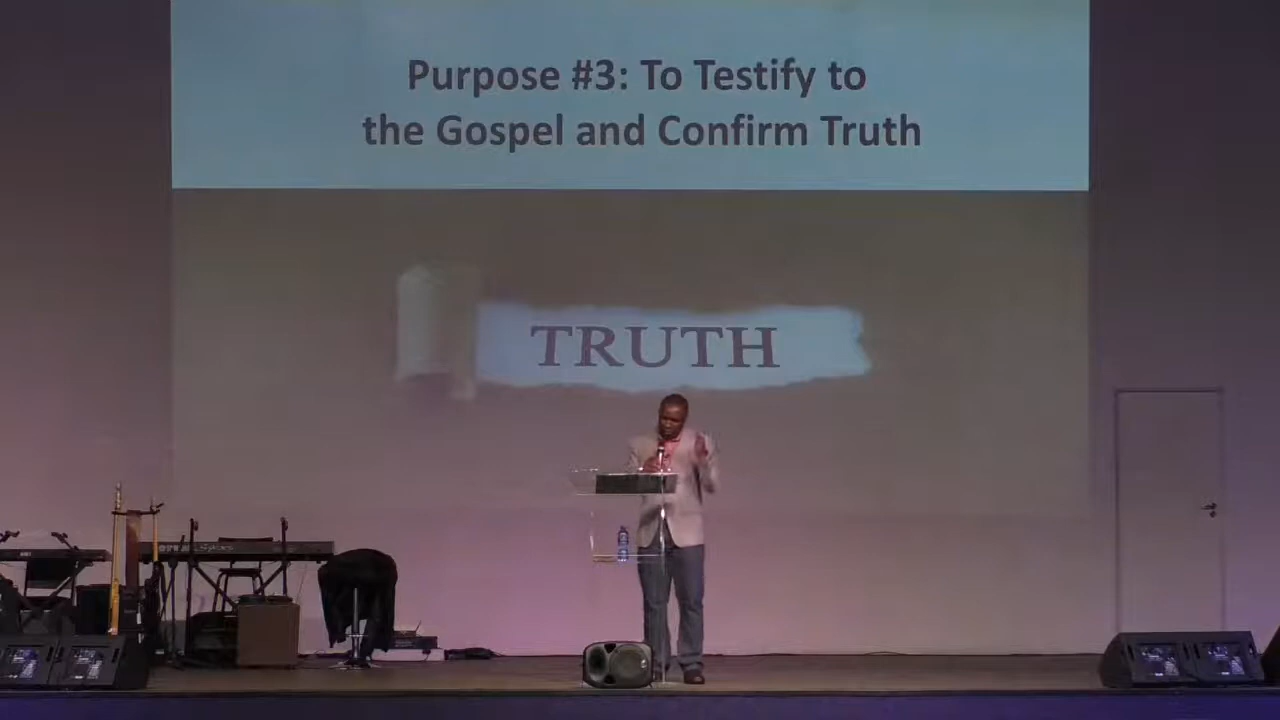 Purpose #3: To Testify to
the Gospel and Confirm Truth
TRUTH